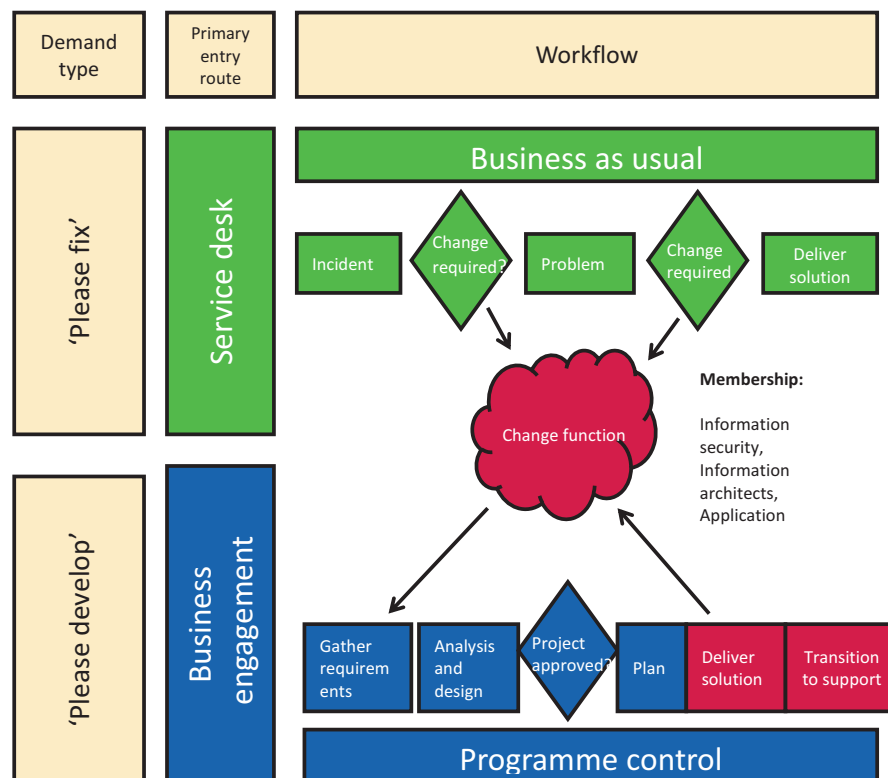 Demand
type
Primary
entry
route
Workflow
'Please fix'
Service desk
Business as usual
Incident
Change
required?
Problem
Change
required
Deliver
solution
Change function
Membership:
Information
security,
Information
architects,
Application
'Please develop'
Business
engagement
Gather
requirem
ents
Analysis
and
design
Project
approved?
Plan
Deliver
solution
Transition
to support
Programme control